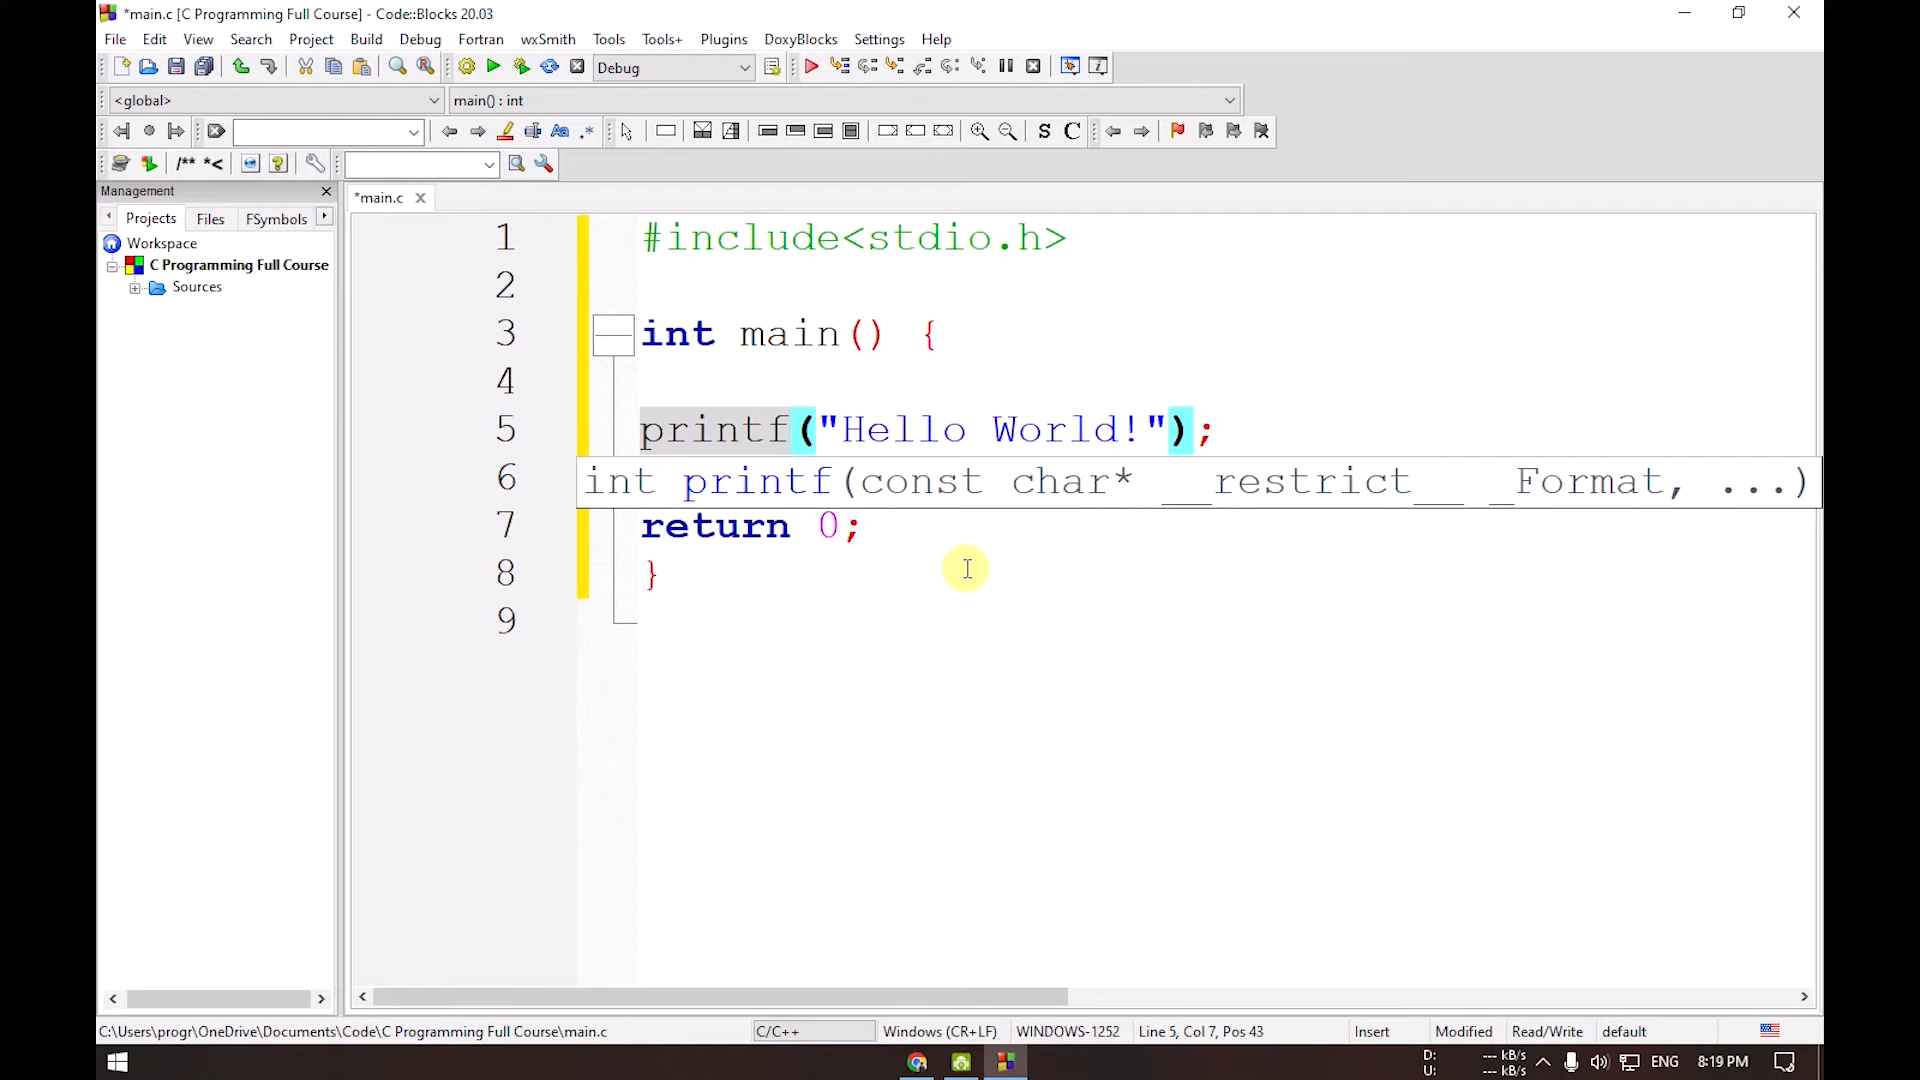 *main.c [C Programming Full Course] - Code::Blocks 20.03
File Edit View Search Project Build Debug Fortran wxSmith Tools Tools+ Plugins DoxyBlocks Settings Help
Debug
<global> main() : int
Aa .* S C
/** *<
Management
*main.c
Projects Files FSymbols
Workspace
C Programming Full Course
Sources
1 #include<stdio.h>
2
3 int main() {
4
5 printf("Hello World!");
6 int printf(const char* __restrict__ _Format, ...)
7 return 0;
8 }
9
C:\Users\progr\OneDrive\Documents\Code\C Programming Full Course\main.c C/C++ Windows (CR+LF) WINDOWS-1252 Line 5, Col 7, Pos 43 Insert Modified Read/Write default
D: --- kB/s
U: --- kB/s
ENG 8:19 PM